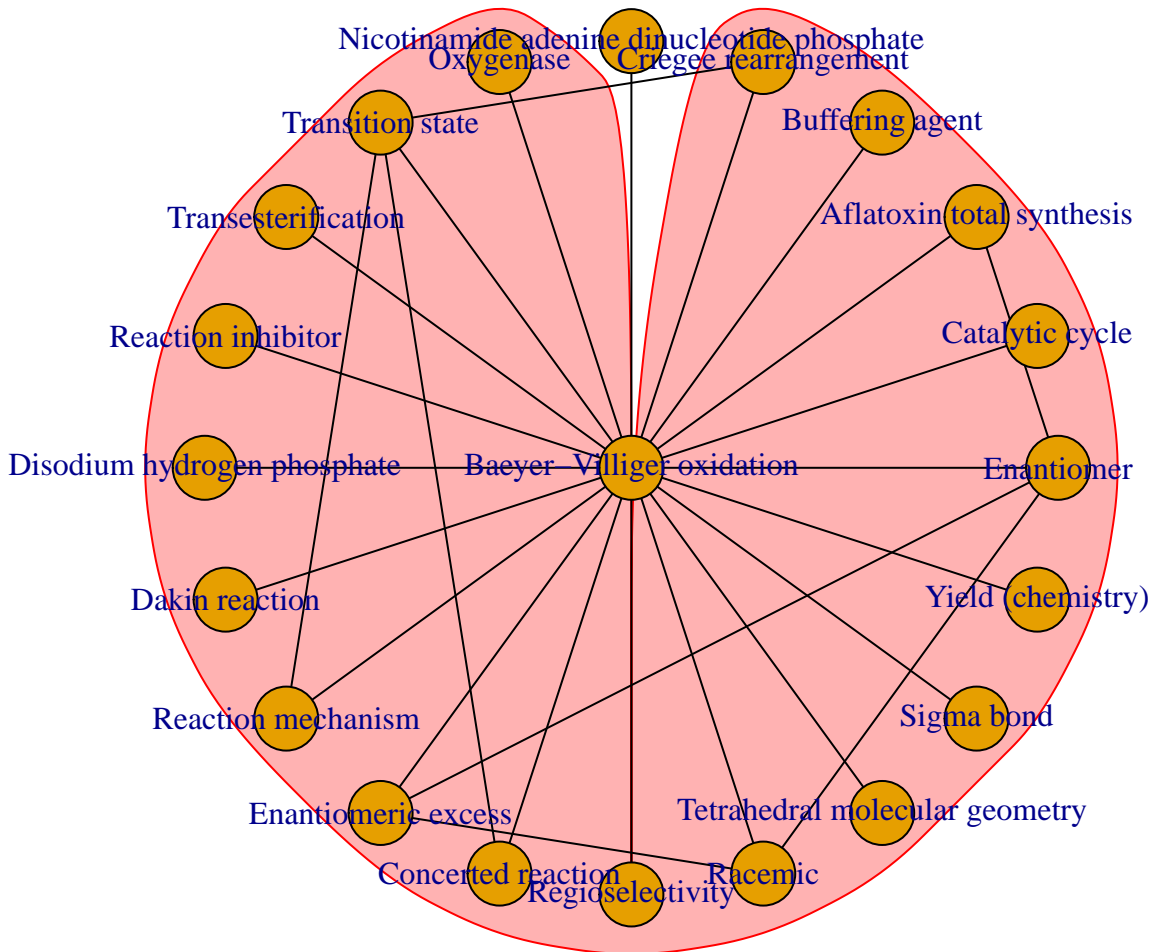 Nicotinamide adenine dinucleotide phosphate
Oxygenase
Criegee rearrangement
Transition state
Buffering agent
Transesterification
Aflatoxin total synthesis
Reaction inhibitor
Catalytic cycle
Disodium hydrogen phosphate
Baeyer−Villiger oxidation
Enantiomer
Dakin reaction
Yield (chemistry)
Reaction mechanism
Sigma bond
Enantiomeric excess
Tetrahedral molecular geometry
Concerted reaction
Regioselectivity
Racemic